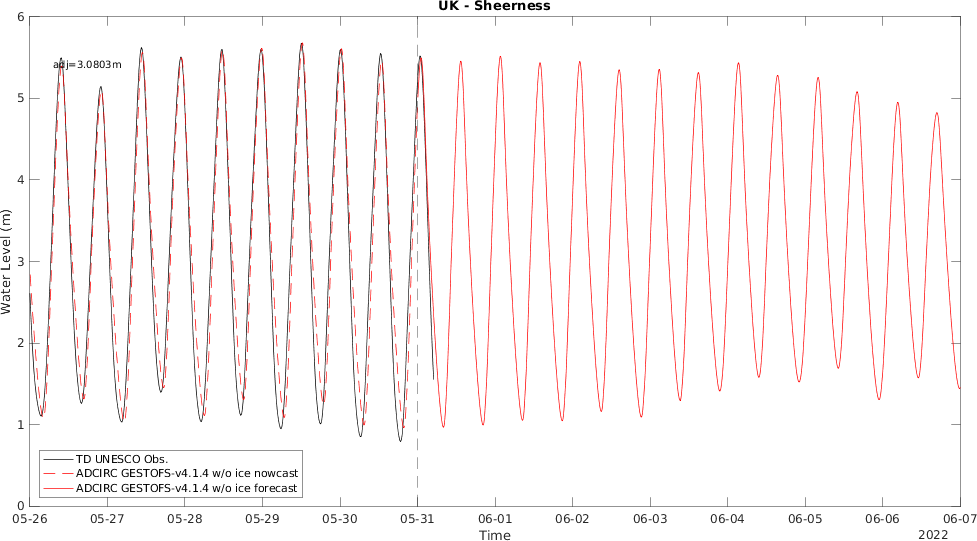 UK - Sheerness
adj=3.0803m
6
5
4
3
2
1
0
Water Level (m)
TD UNESCO Obs.
ADCIRC GESTOFS-v4.1.4 w/o ice nowcast
ADCIRC GESTOFS-v4.1.4 w/o ice forecast
05-26 05-27 05-28 05-29 05-30 05-31 06-01 06-02 06-03 06-04 06-05 06-06 06-07
Time
2022